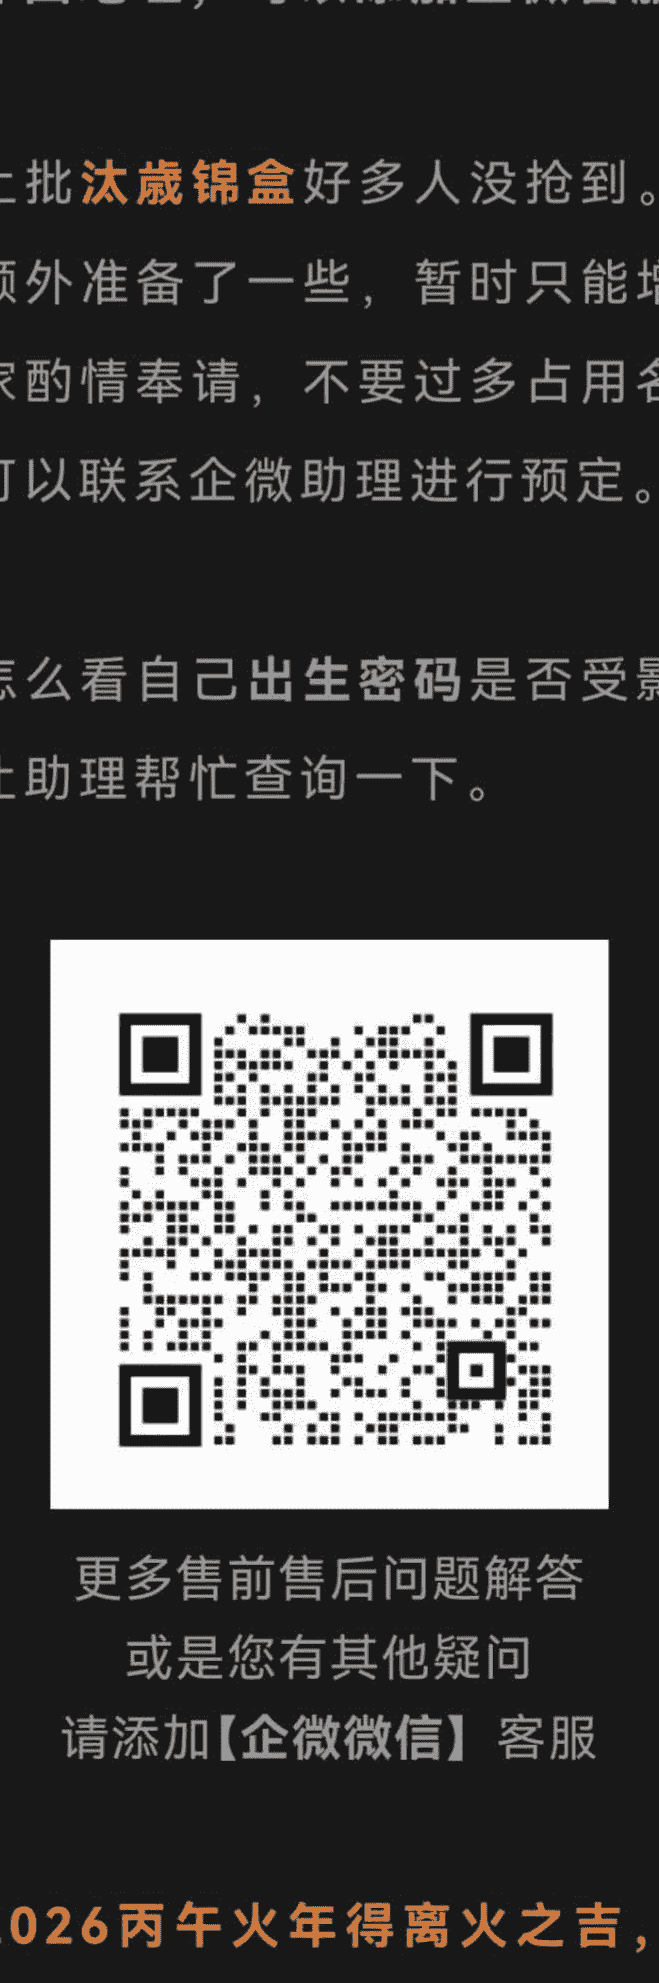 批汰歲锦盒好多人没抢到。
外准备了一些，暂时只能增
家酌情奉请，不要过多占用名
可以联系企微助理进行预定。
怎么看自己出生密码是否受影
让助理帮忙查询一下。
更多售前售后问题解答
或是您有其他疑问
请添加【企微微信】客服
2026丙午火年得离火之吉，